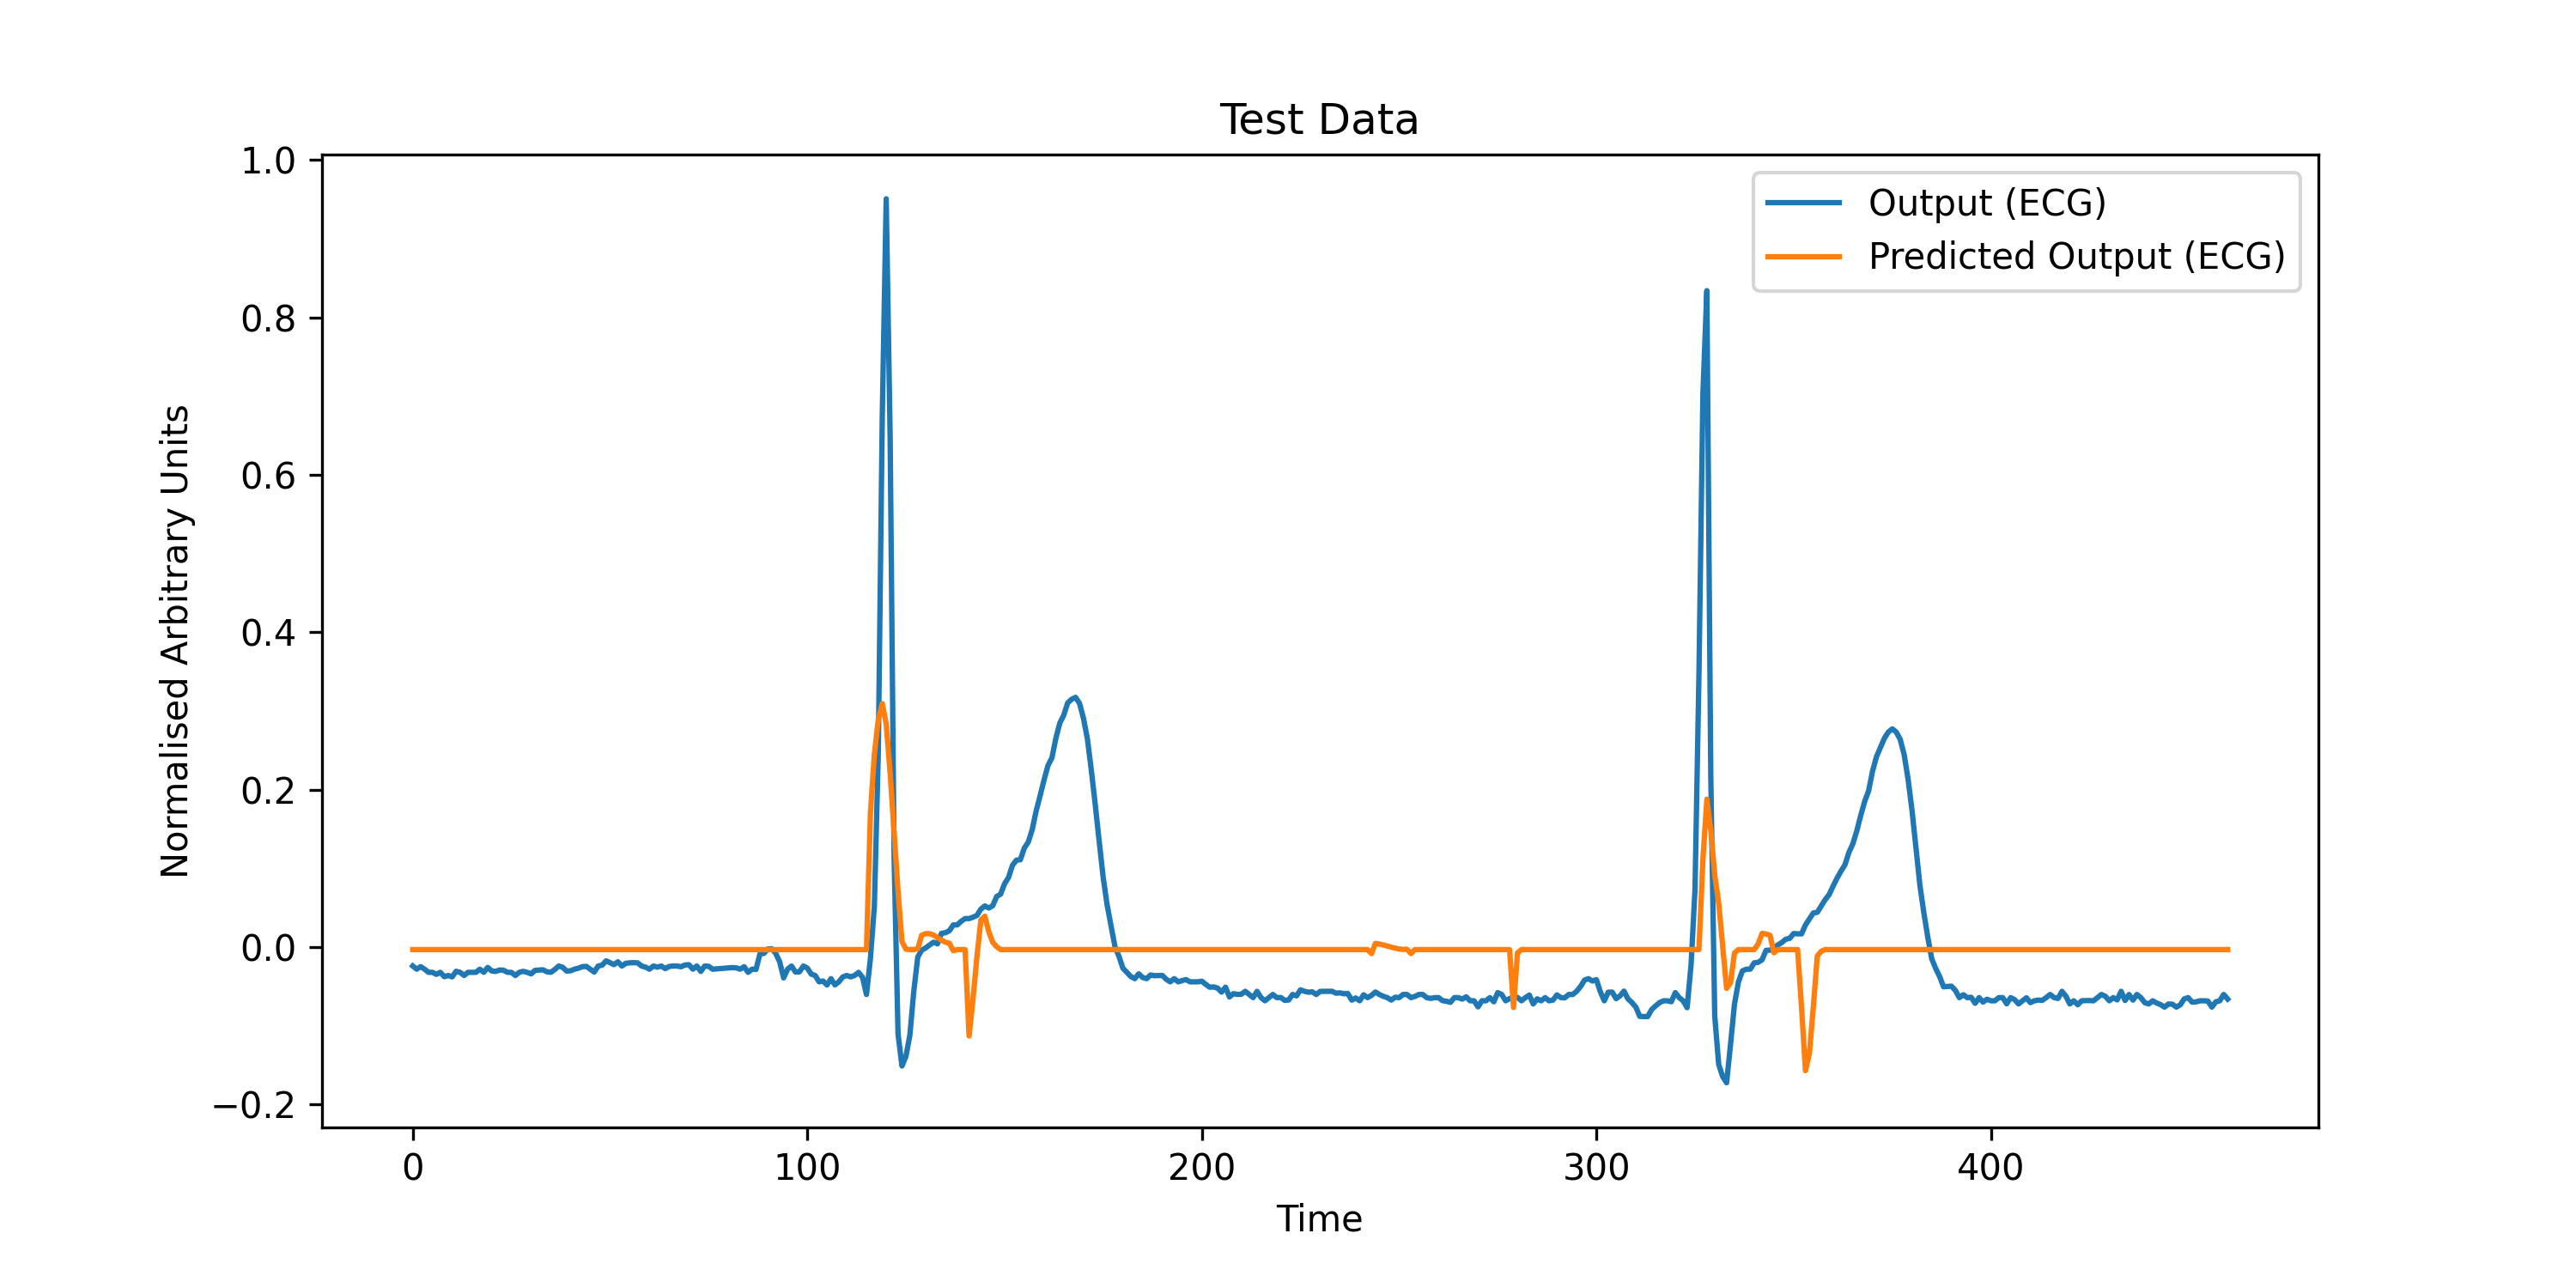 Test Data
1.0
0.8
0.6
0.4
0.2
0.0
−0.2
Normalised Arbitrary Units
Output (ECG)
Predicted Output (ECG)
0 100 200 300 400
Time